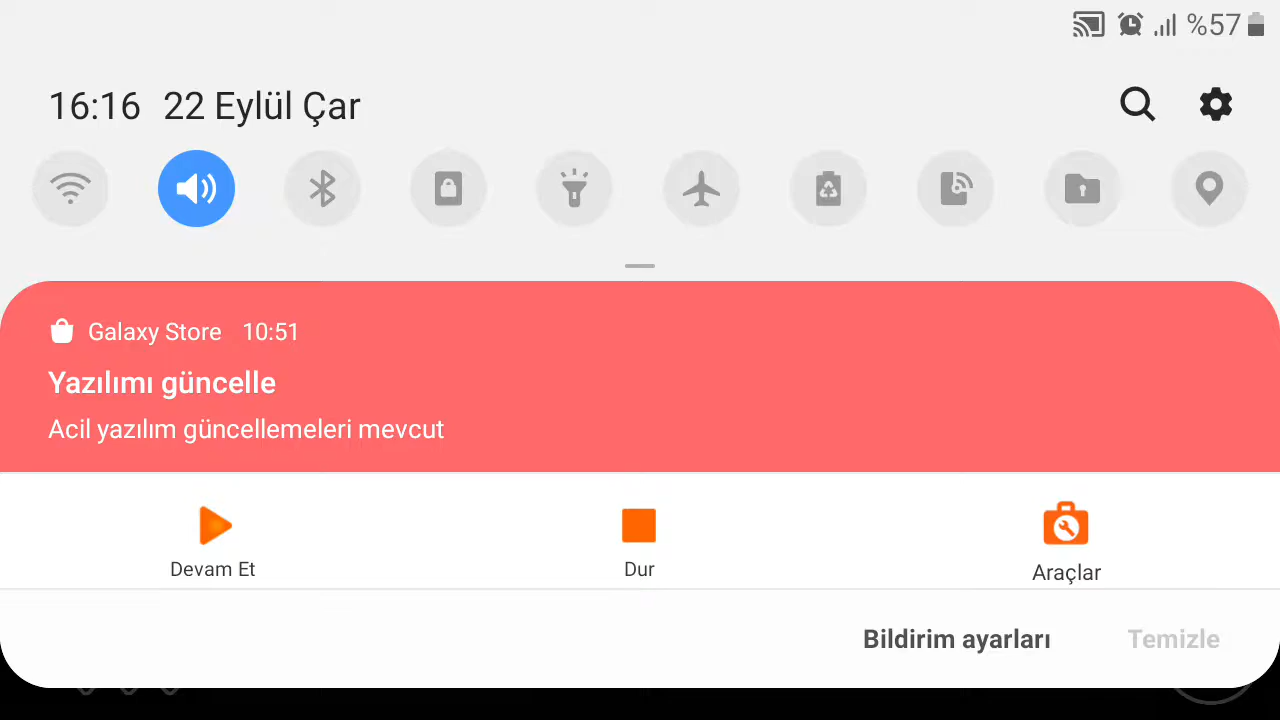 %57
16:16 22 Eylül Çar
Galaxy Store 10:51
Yazılımı güncelle
Acil yazılım güncellemeleri mevcut
Devam Et Dur Araçlar
Bildirim ayarları Temizle